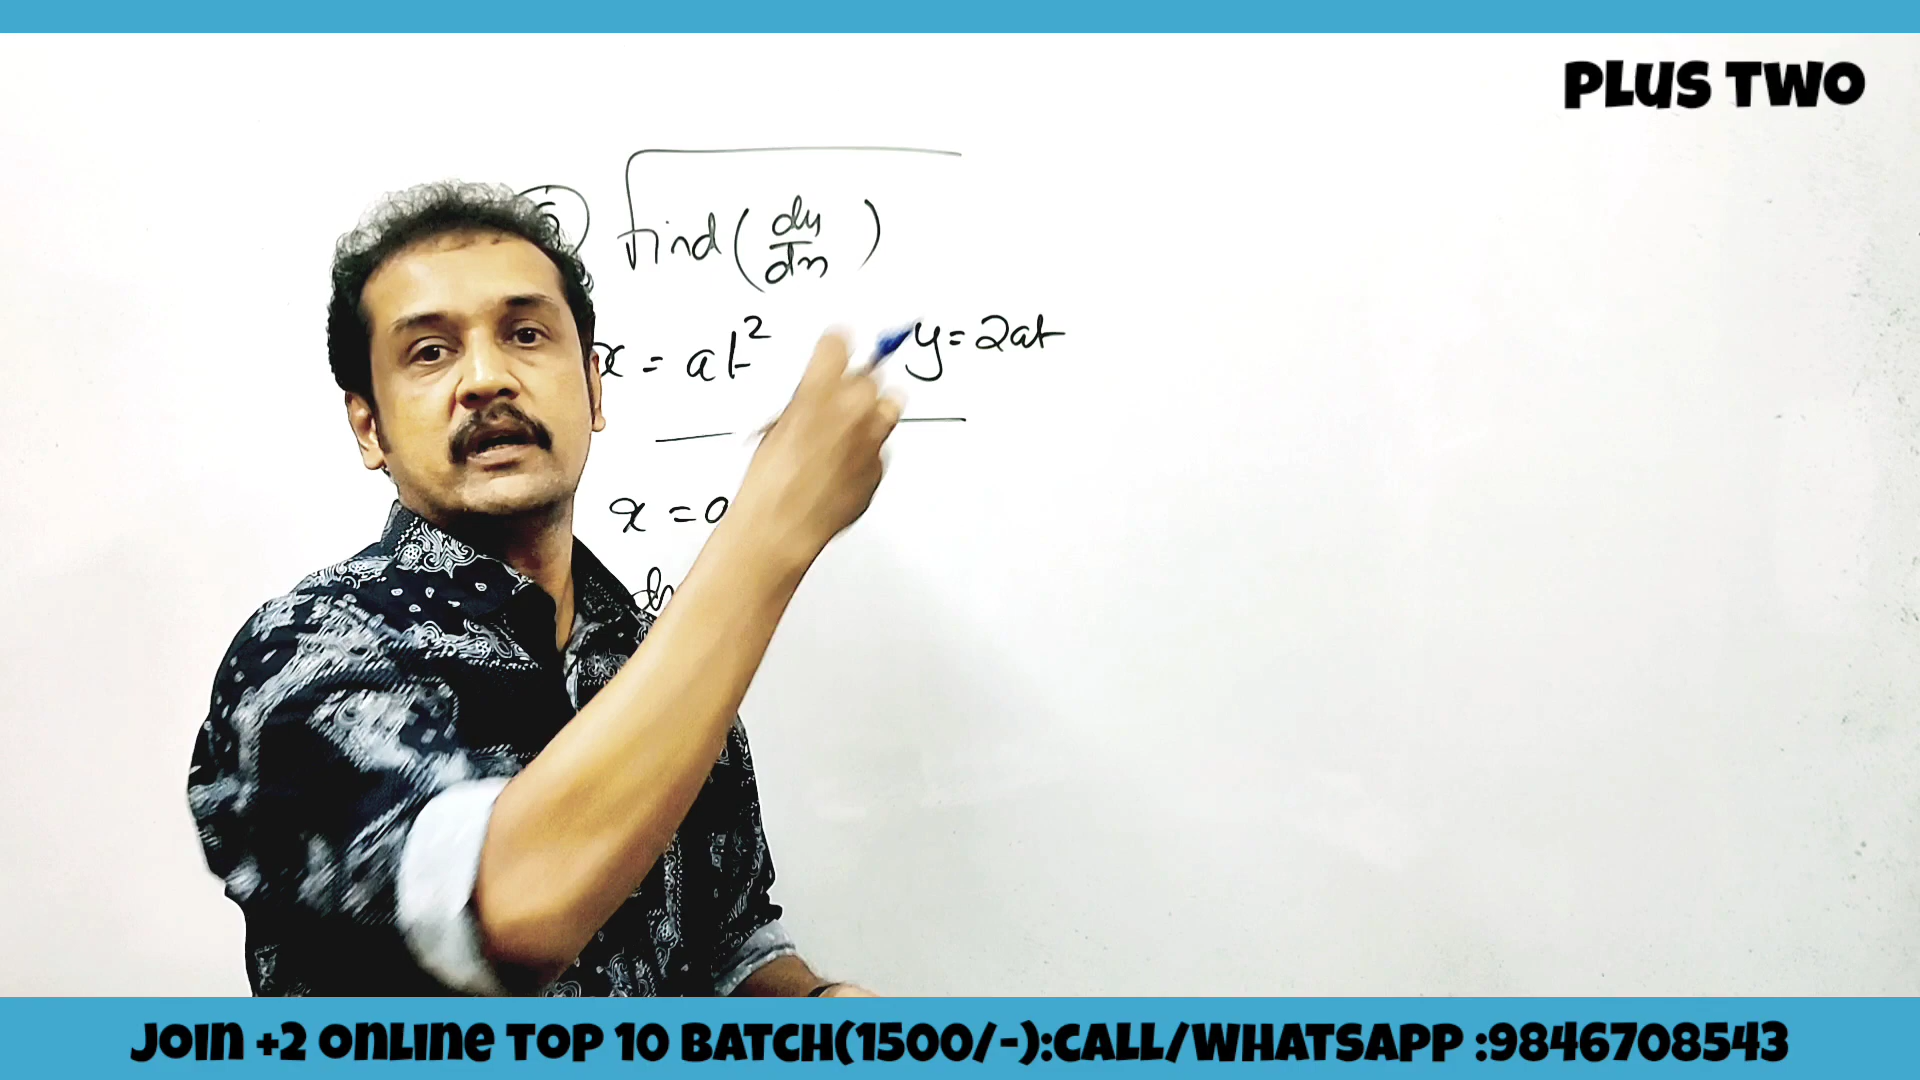 PLUS TWO
find (dy/dx)
x = at² y = 2at
x = a
JOIN +2 ONLINE TOP 10 BATCH(1500/-):CALL/WHATSAPP :9846708543